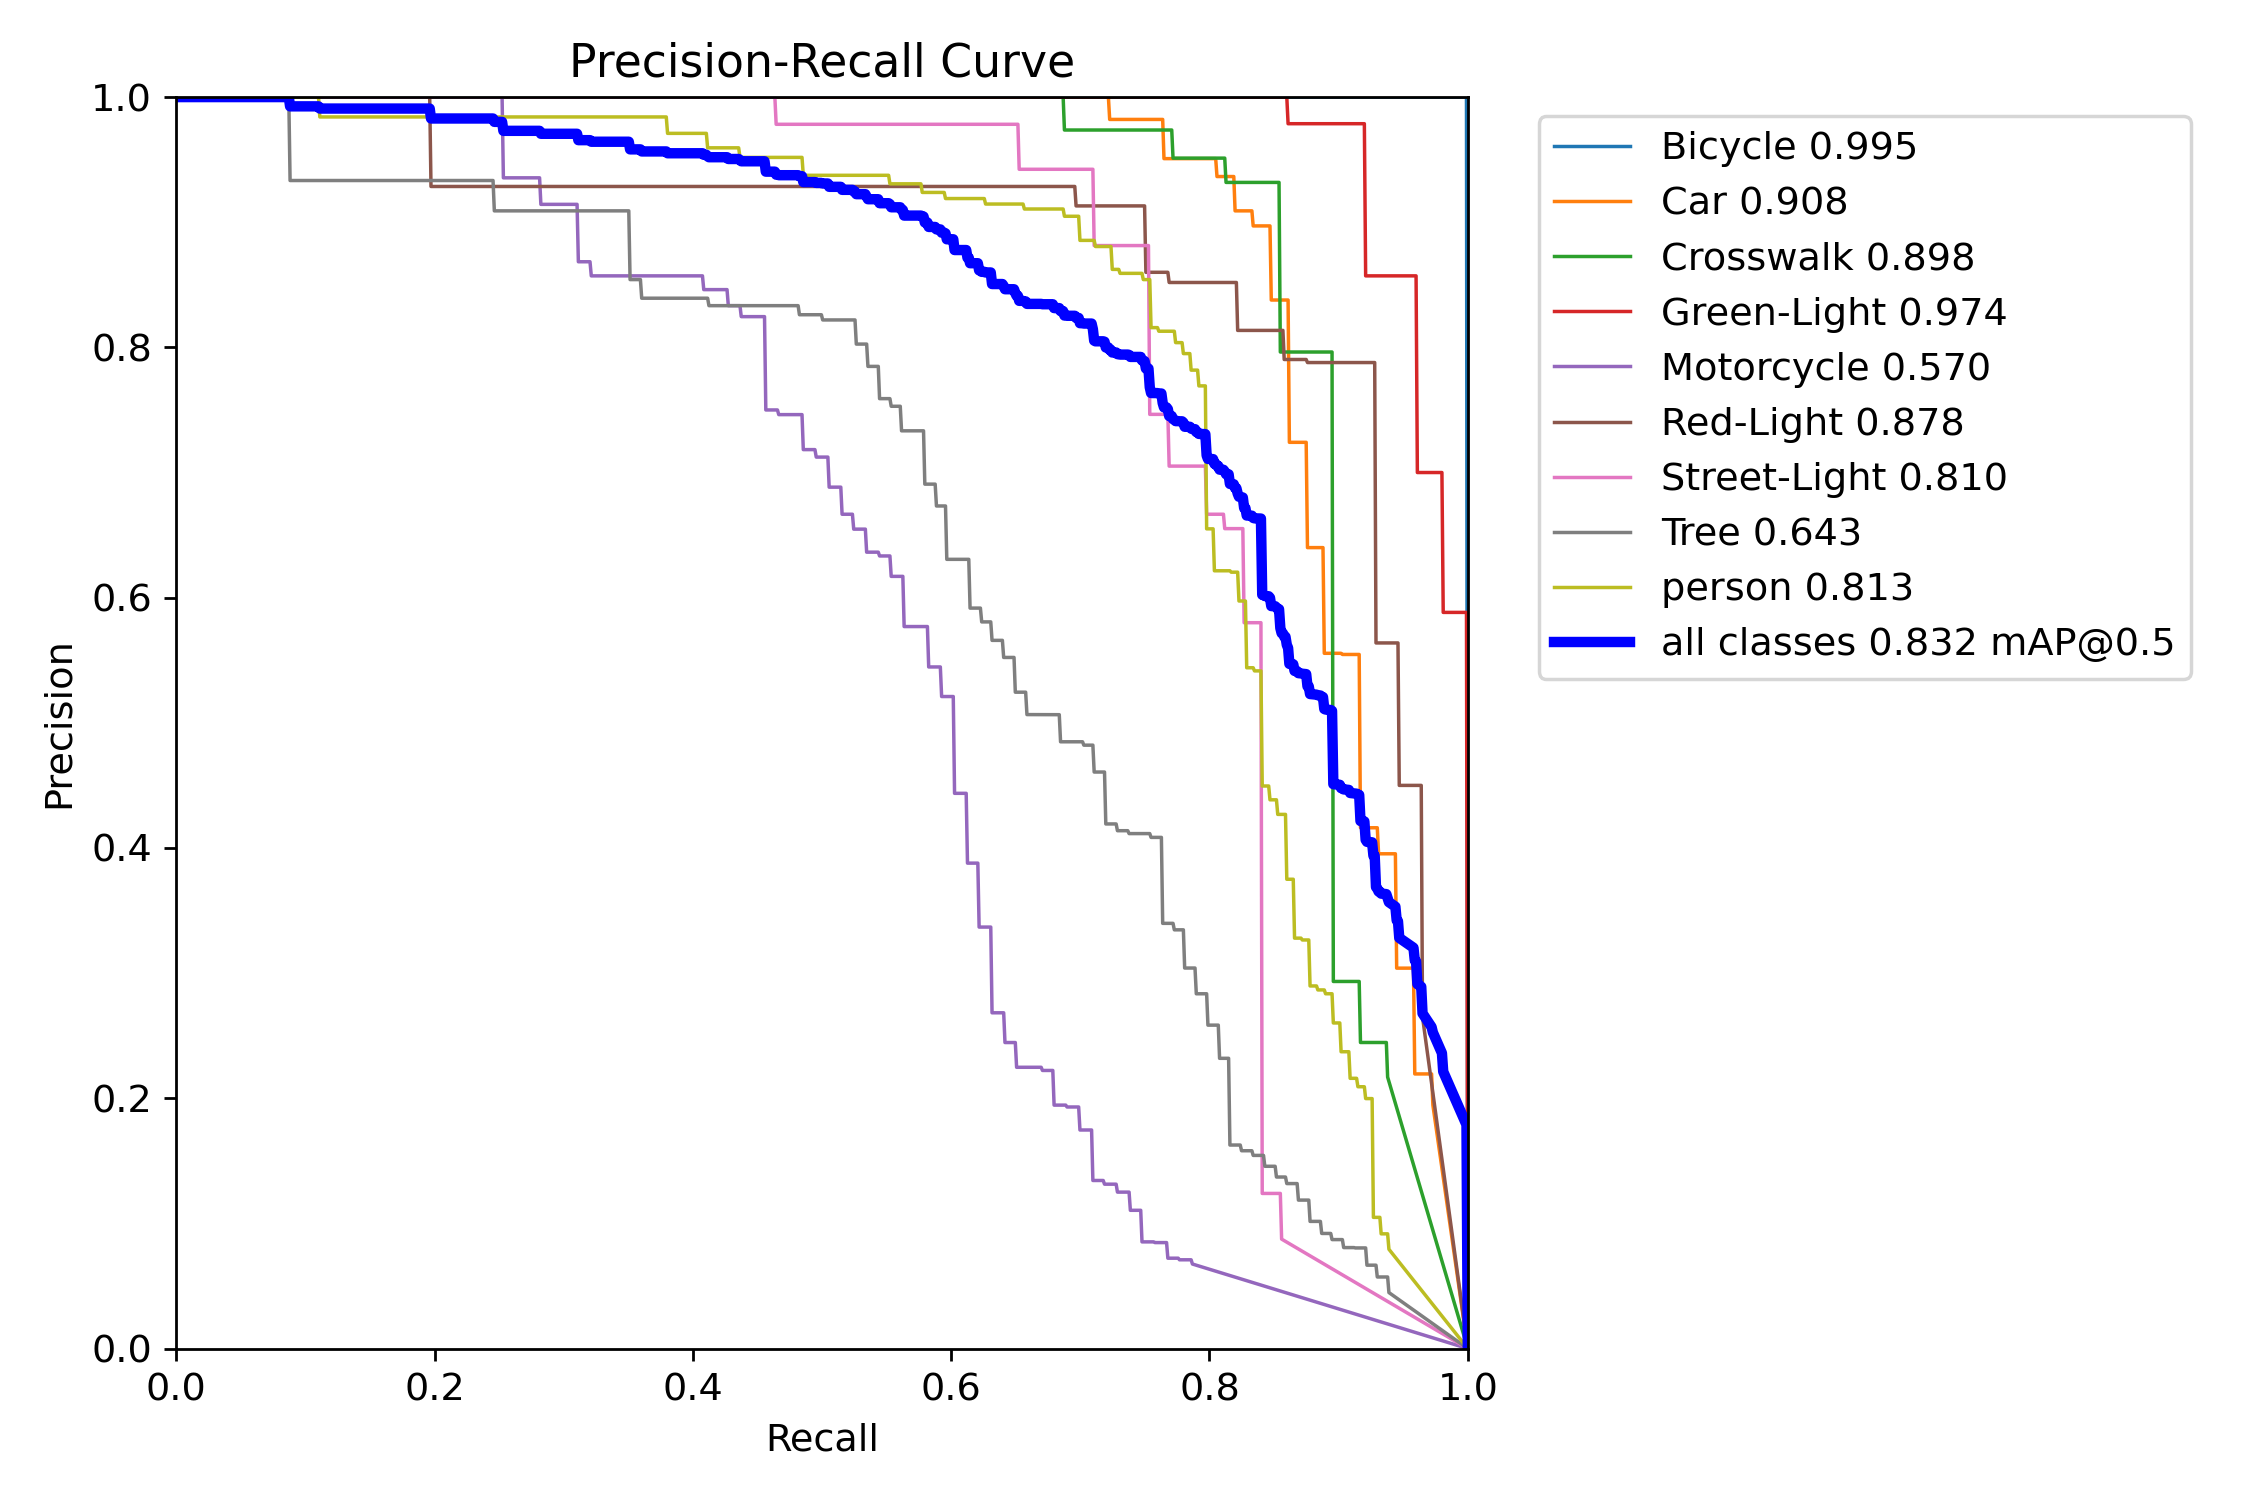 Precision-Recall Curve
1.0
0.8
0.6
0.4
0.2
0.0
Precision
0.0 0.2 0.4 0.6 0.8 1.0
Recall
Bicycle 0.995
Car 0.908
Crosswalk 0.898
Green-Light 0.974
Motorcycle 0.570
Red-Light 0.878
Street-Light 0.810
Tree 0.643
person 0.813
all classes 0.832 mAP@0.5